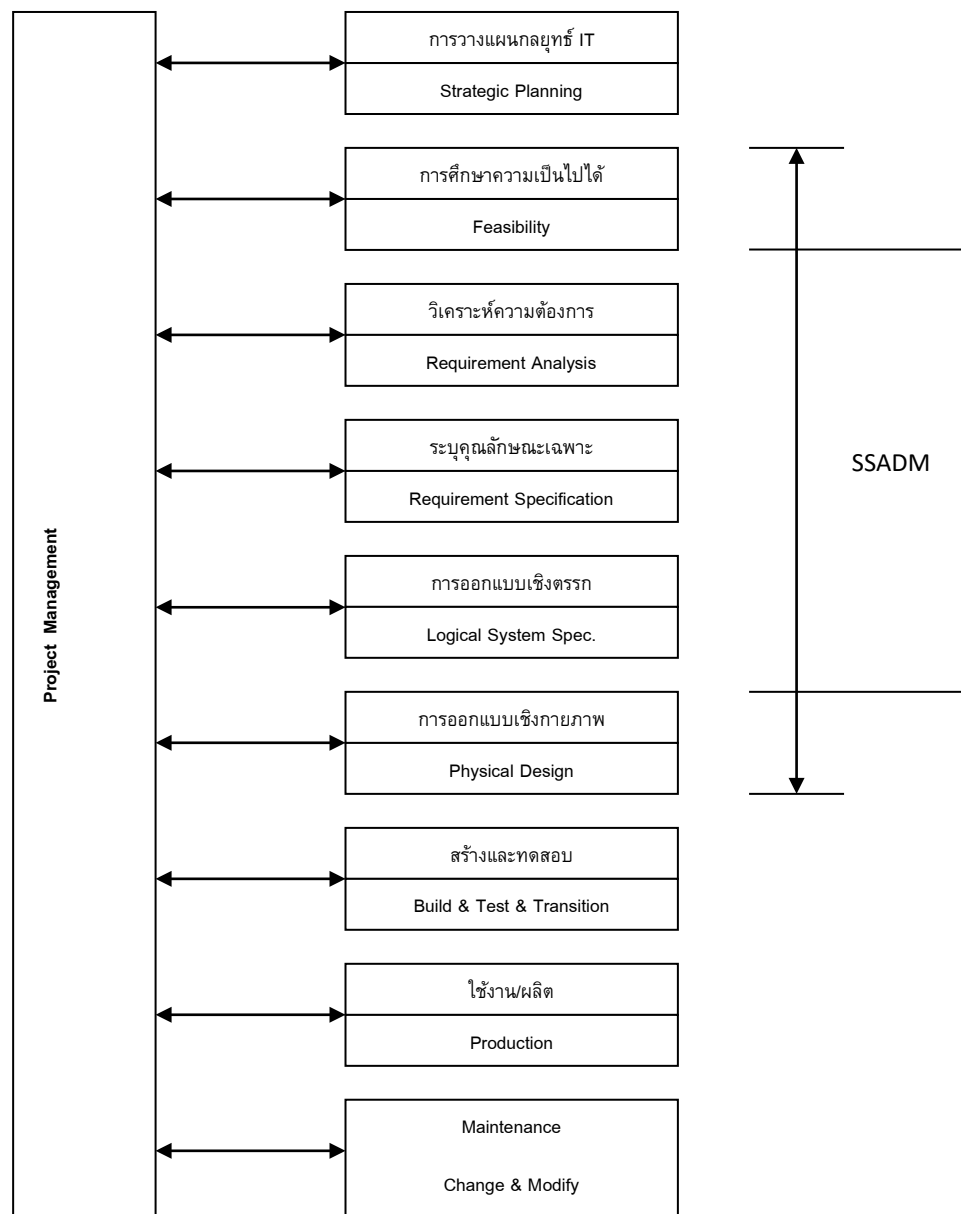 การวางแผนกลยุทธ์ IT
Strategic Planning
การศึกษาความเป็นไปได้
Feasibility
วิเคราะห์ความต้องการ
Requirement Analysis
ระบุคุณลักษณะเฉพาะ
Requirement Specification
SSADM
การออกแบบเชิงตรรก
Logical System Spec.
Project Management
การออกแบบเชิงกายภาพ
Physical Design
สร้างและทดสอบ
Build & Test & Transition
ใช้งาน/ผลิต
Production
Maintenance
Change & Modify